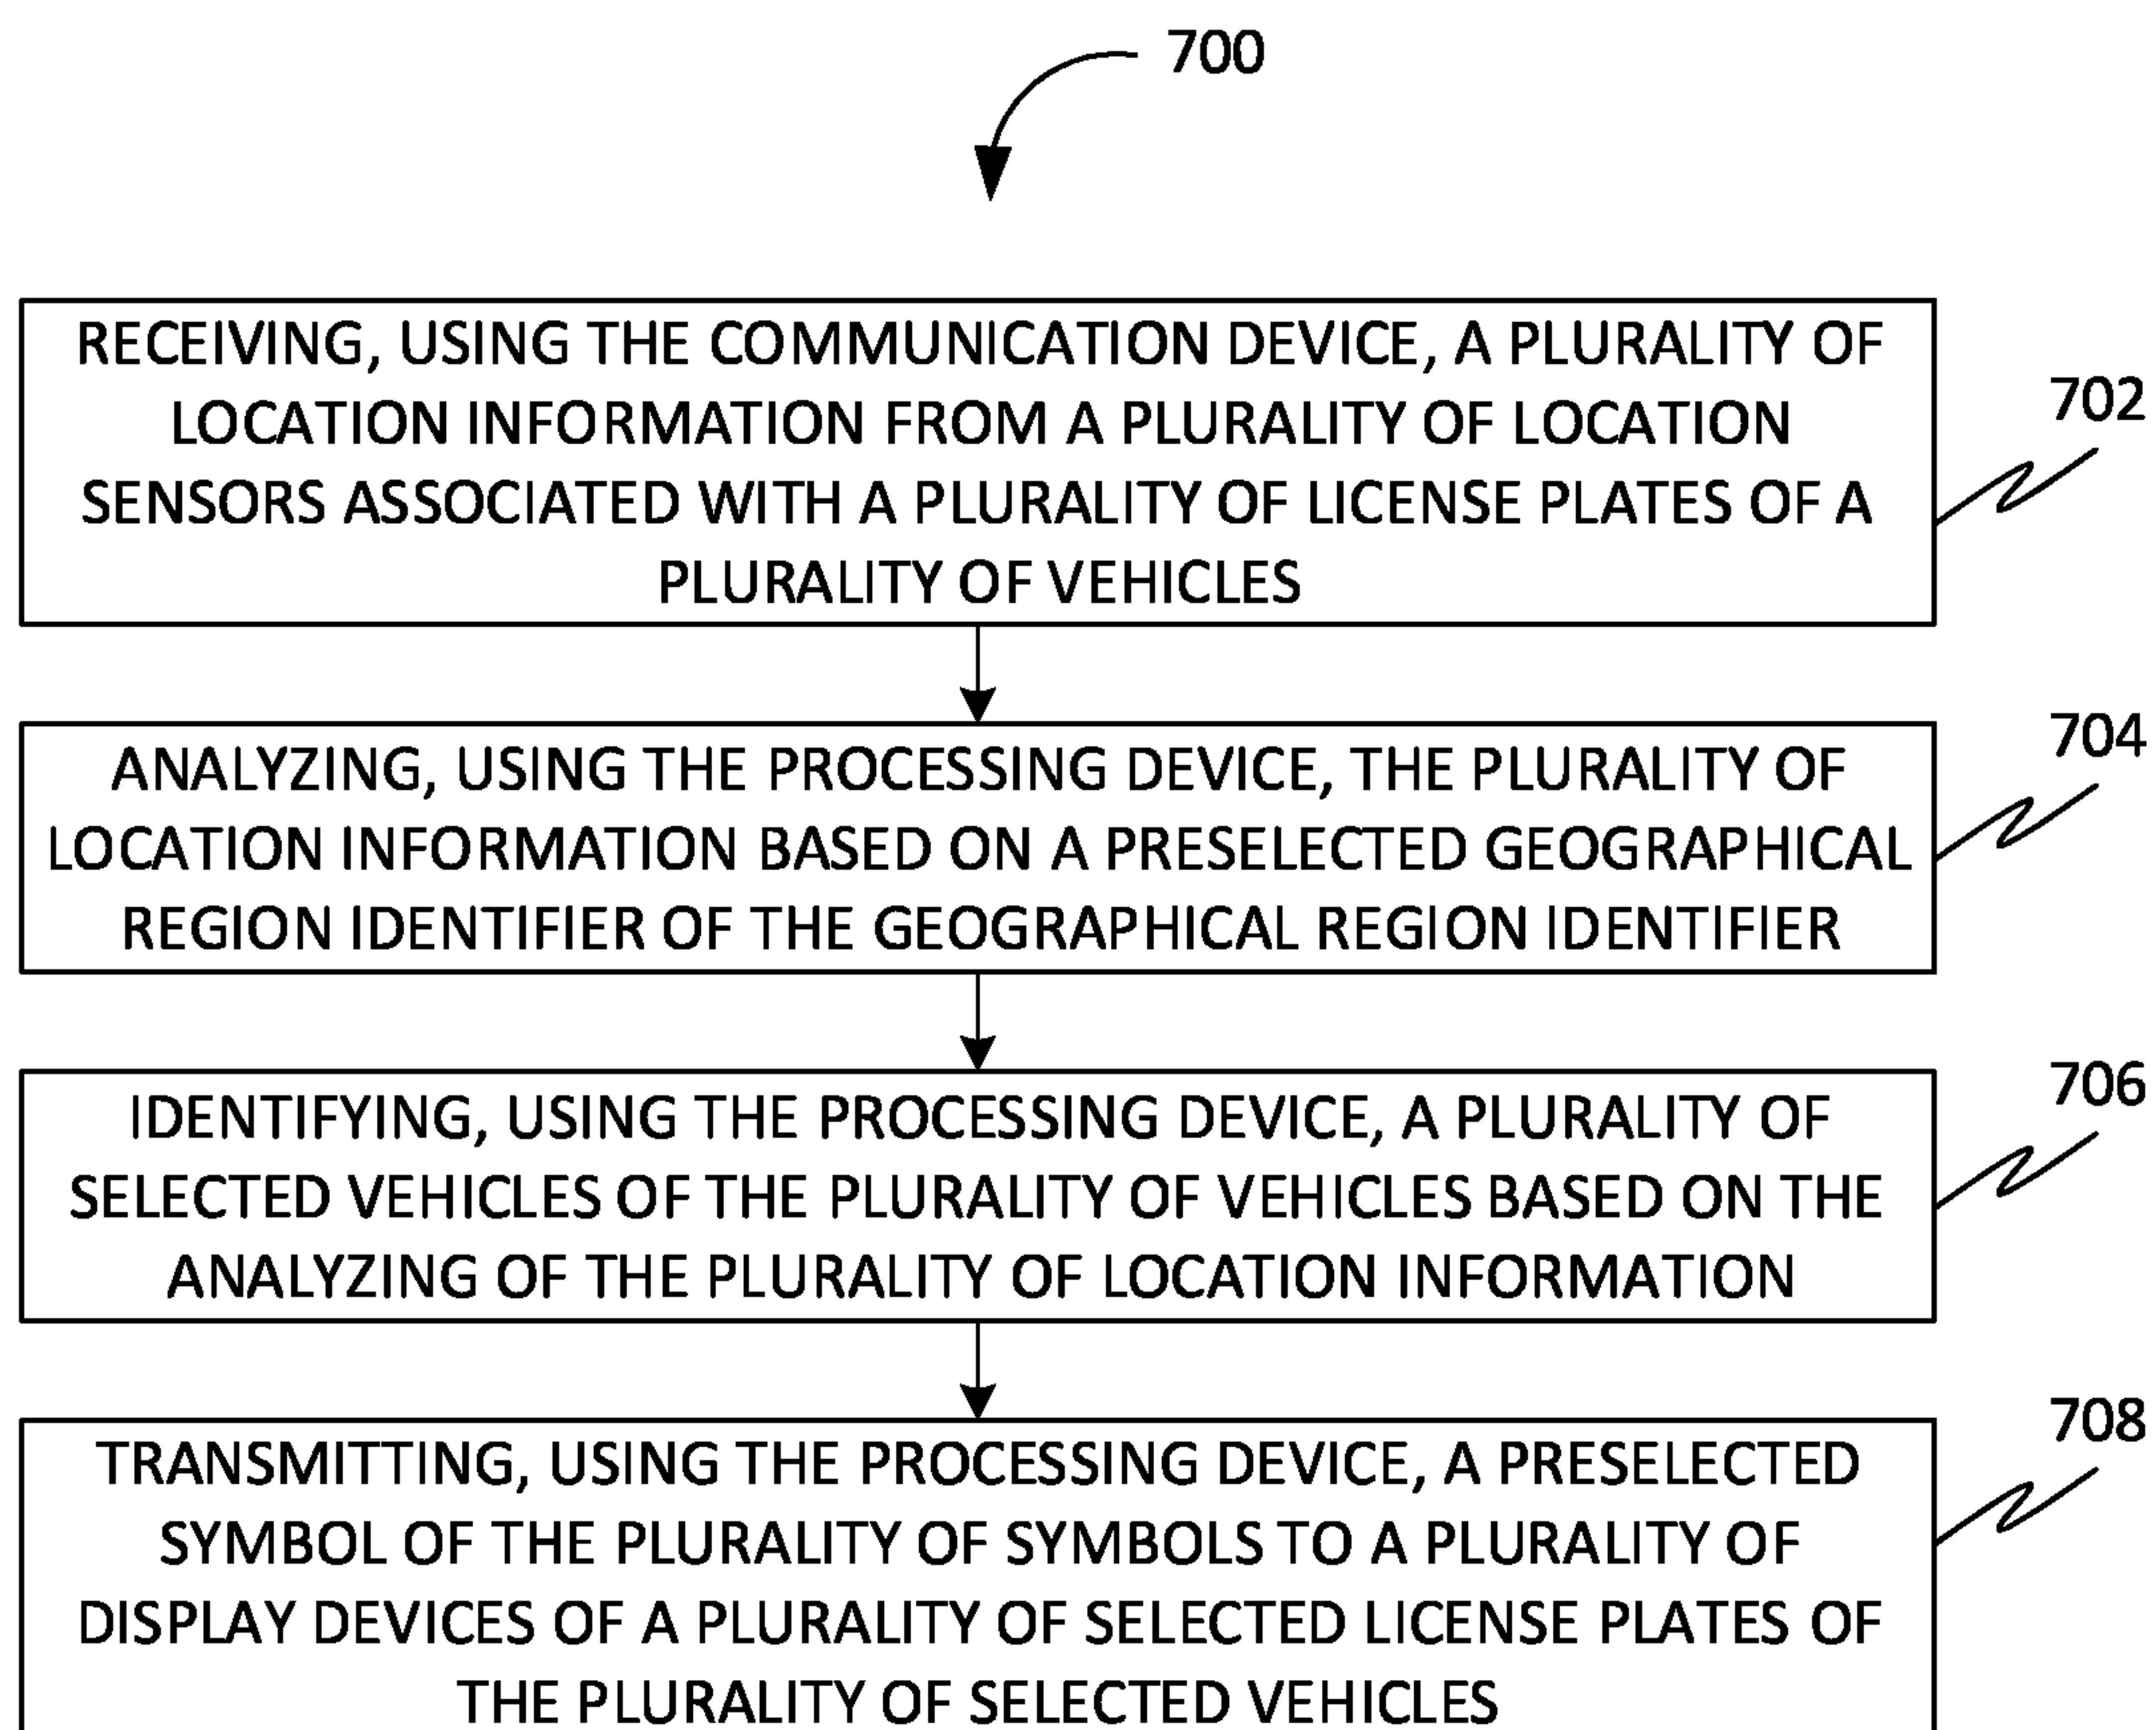 700
RECEIVING, USING THE COMMUNICATION DEVICE, A PLURALITY OF
LOCATION INFORMATION FROM A PLURALITY OF LOCATION
SENSORS ASSOCIATED WITH A PLURALITY OF LICENSE PLATES OF A
PLURALITY OF VEHICLES
702
ANALYZING, USING THE PROCESSING DEVICE, THE PLURALITY OF
LOCATION INFORMATION BASED ON A PRESELECTED GEOGRAPHICAL
REGION IDENTIFIER OF THE GEOGRAPHICAL REGION IDENTIFIER
704
IDENTIFYING, USING THE PROCESSING DEVICE, A PLURALITY OF
SELECTED VEHICLES OF THE PLURALITY OF VEHICLES BASED ON THE
ANALYZING OF THE PLURALITY OF LOCATION INFORMATION
706
TRANSMITTING, USING THE PROCESSING DEVICE, A PRESELECTED
SYMBOL OF THE PLURALITY OF SYMBOLS TO A PLURALITY OF
DISPLAY DEVICES OF A PLURALITY OF SELECTED LICENSE PLATES OF
THE PLURALITY OF SELECTED VEHICLES
708